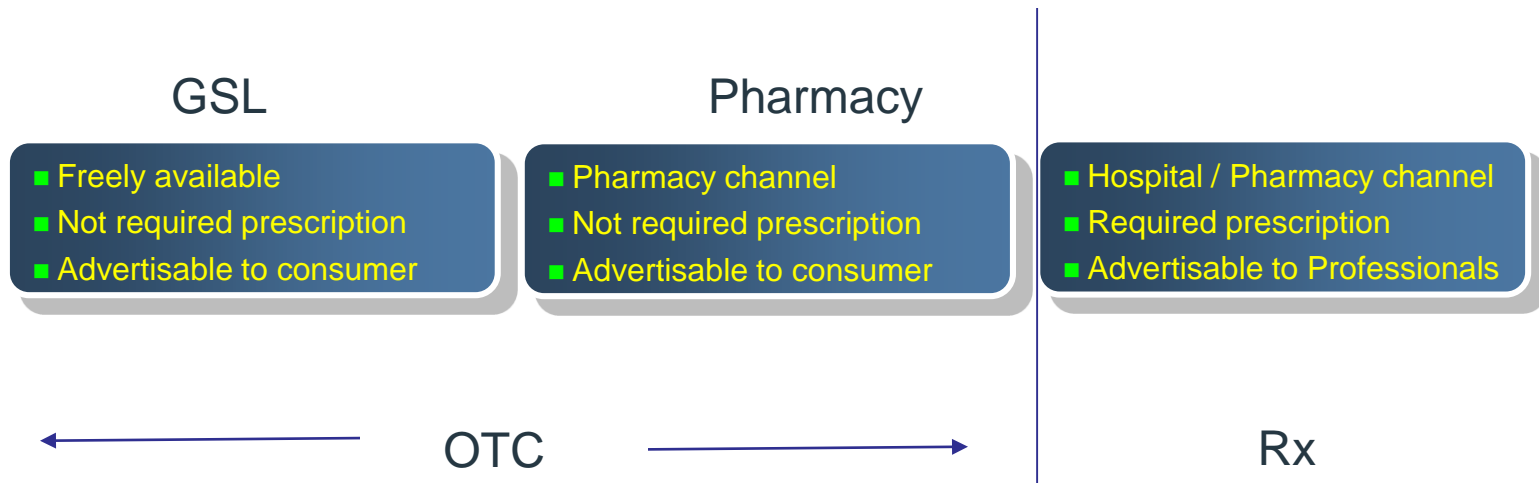 GSL
Pharmacy
Freely available
Not required prescription
Advertisable to consumer
Pharmacy channel
Not required prescription
Advertisable to consumer
Hospital / Pharmacy channel
Required prescription
Advertisable to Professionals
OTC
Rx